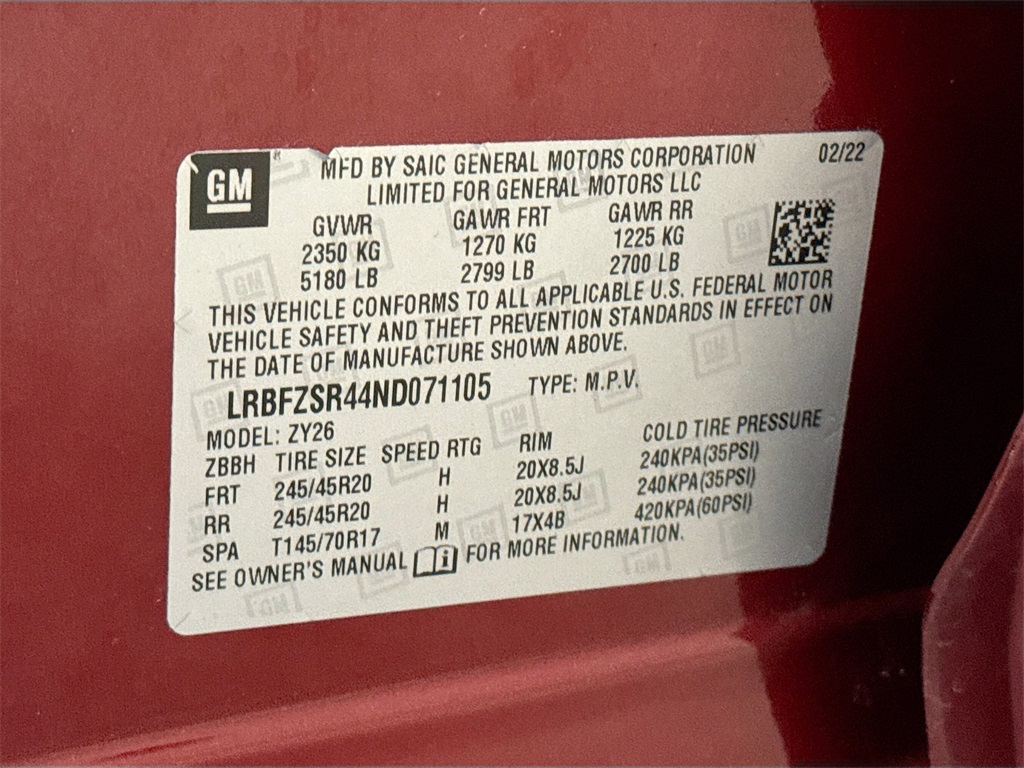 GM
MFD BY SAIC GENERAL MOTORS CORPORATION 02/22
LIMITED FOR GENERAL MOTORS LLC
GVWR GAWR FRT GAWR RR
2350 KG 1270 KG 1225 KG
5180 LB 2799 LB 2700 LB
THIS VEHICLE CONFORMS TO ALL APPLICABLE U.S. FEDERAL MOTOR
VEHICLE SAFETY AND THEFT PREVENTION STANDARDS IN EFFECT ON
THE DATE OF MANUFACTURE SHOWN ABOVE.
LRBFZSR44ND071105 TYPE: M.P.V.
MODEL: ZY26
ZBBH TIRE SIZE SPEED RTG RIM COLD TIRE PRESSURE
FRT 245/45R20 H 20X8.5J 240KPA(35PSI)
RR 245/45R20 H 20X8.5J 240KPA(35PSI)
SPA T145/70R17 M 17X4B 420KPA(60PSI)
SEE OWNER'S MANUAL i FOR MORE INFORMATION.